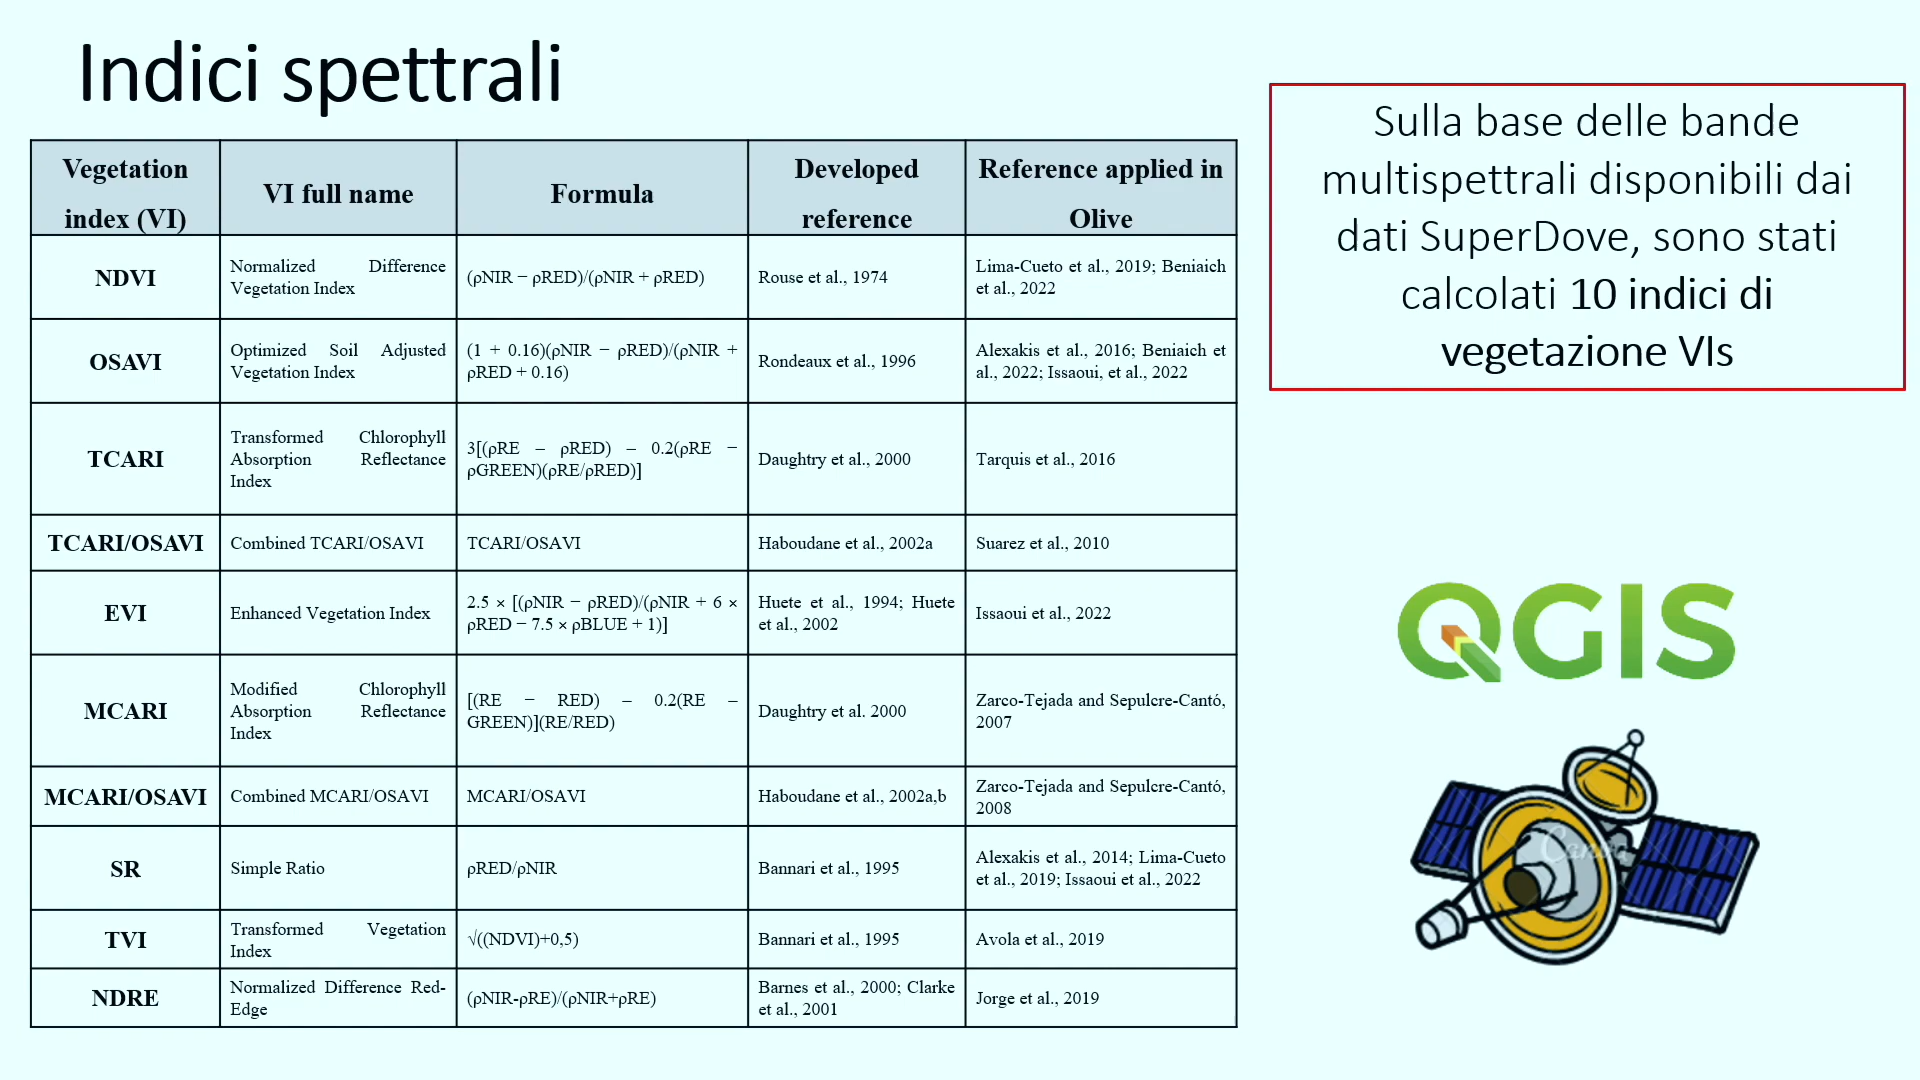 Indici spettrali
Sulla base delle bande
multispettrali disponibili dai
dati SuperDove, sono stati
calcolati 10 indici di
vegetazione VIs
Vegetation
index (VI)
VI full name
Formula
Developed
reference
Reference applied in
Olive
NDVI
Normalized Difference
Vegetation Index
(ρNIR − ρRED)/(ρNIR + ρRED)
Rouse et al., 1974
Lima-Cueto et al., 2019; Beniaich
et al., 2022
OSAVI
Optimized Soil Adjusted
Vegetation Index
(1 + 0.16)(ρNIR − ρRED)/(ρNIR +
ρRED + 0.16)
Rondeaux et al., 1996
Alexakis et al., 2016; Beniaich et
al., 2022; Issaoui, et al., 2022
TCARI
Transformed Chlorophyll
Absorption Reflectance
Index
3[(ρRE – ρRED) – 0.2(ρRE −
ρGREEN)(ρRE/ρRED)]
Daughtry et al., 2000
Tarquis et al., 2016
TCARI/OSAVI
Combined TCARI/OSAVI
TCARI/OSAVI
Haboudane et al., 2002a
Suarez et al., 2010
EVI
Enhanced Vegetation Index
2.5 × [(ρNIR − ρRED)/(ρNIR + 6 ×
ρRED − 7.5 × ρBLUE + 1)]
Huete et al., 1994; Huete
et al., 2002
Issaoui et al., 2022
MCARI
Modified Chlorophyll
Absorption Reflectance
Index
[(RE − RED) – 0.2(RE –
GREEN)](RE/RED)
Daughtry et al. 2000
Zarco-Tejada and Sepulcre-Cantó,
2007
MCARI/OSAVI
Combined MCARI/OSAVI
MCARI/OSAVI
Haboudane et al., 2002a,b
Zarco-Tejada and Sepulcre-Cantó,
2008
SR
Simple Ratio
ρRED/ρNIR
Bannari et al., 1995
Alexakis et al., 2014; Lima-Cueto
et al., 2019; Issaoui et al., 2022
TVI
Transformed Vegetation
Index
√((NDVI)+0,5)
Bannari et al., 1995
Avola et al., 2019
NDRE
Normalized Difference Red-
Edge
(ρNIR-ρRE)/(ρNIR+ρRE)
Barnes et al., 2000; Clarke
et al., 2001
Jorge et al., 2019
QGIS
Canva